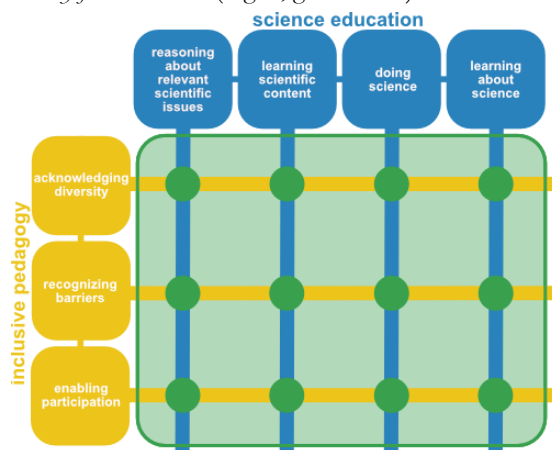 science education
reasoning
about
relevant
scientific
issues
learning
scientific
content
doing
science
learning
about
science
inclusive pedagogy
acknowledging
diversity
recognizing
barriers
enabling
participation